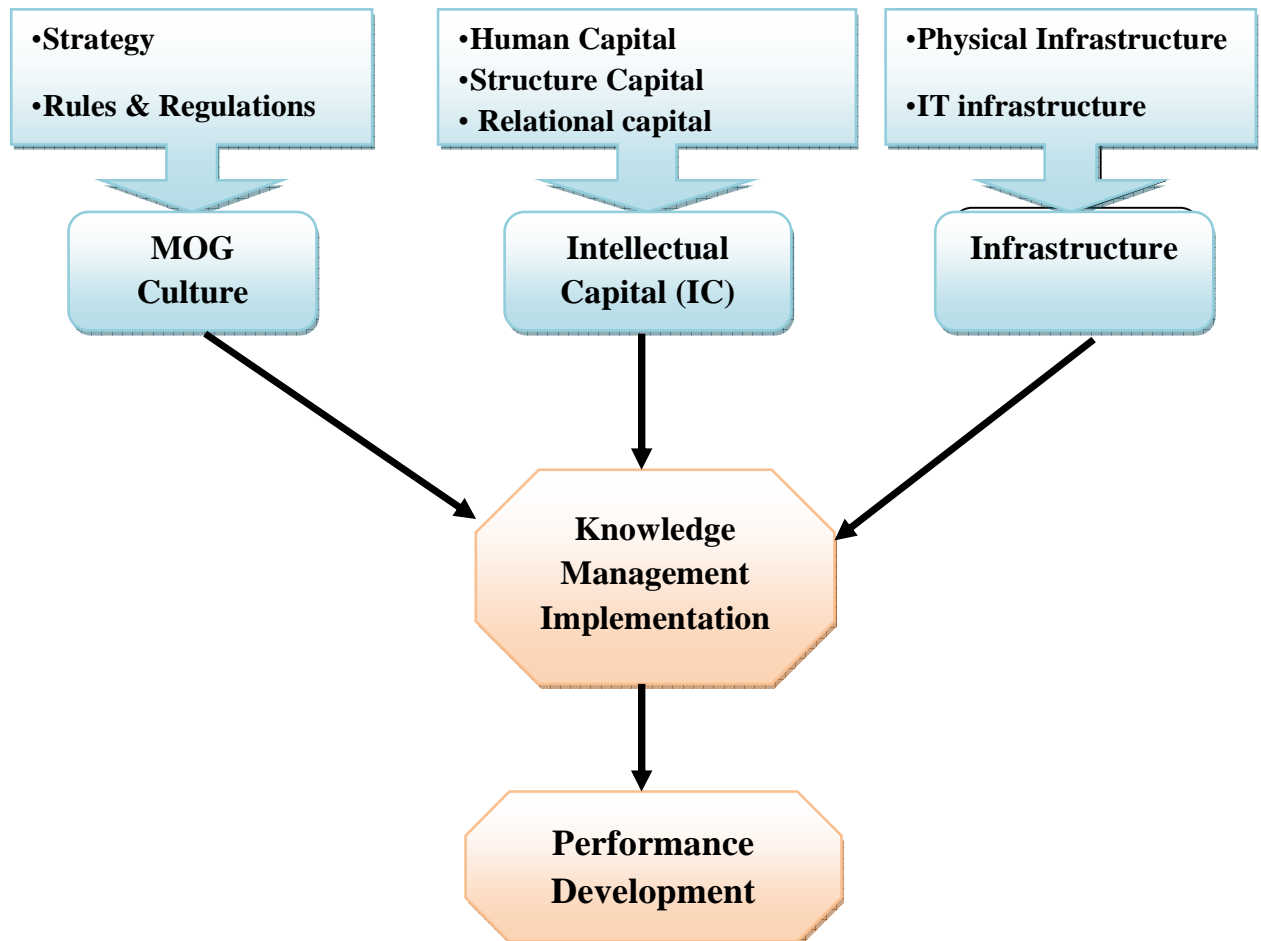 •Strategy
•Rules & Regulations
•Human Capital
•Structure Capital
• Relational capital
•Physical Infrastructure
•IT infrastructure
MOG
Culture
Intellectual
Capital (IC)
Infrastructure
Knowledge
Management
Implementation
Performance
Development